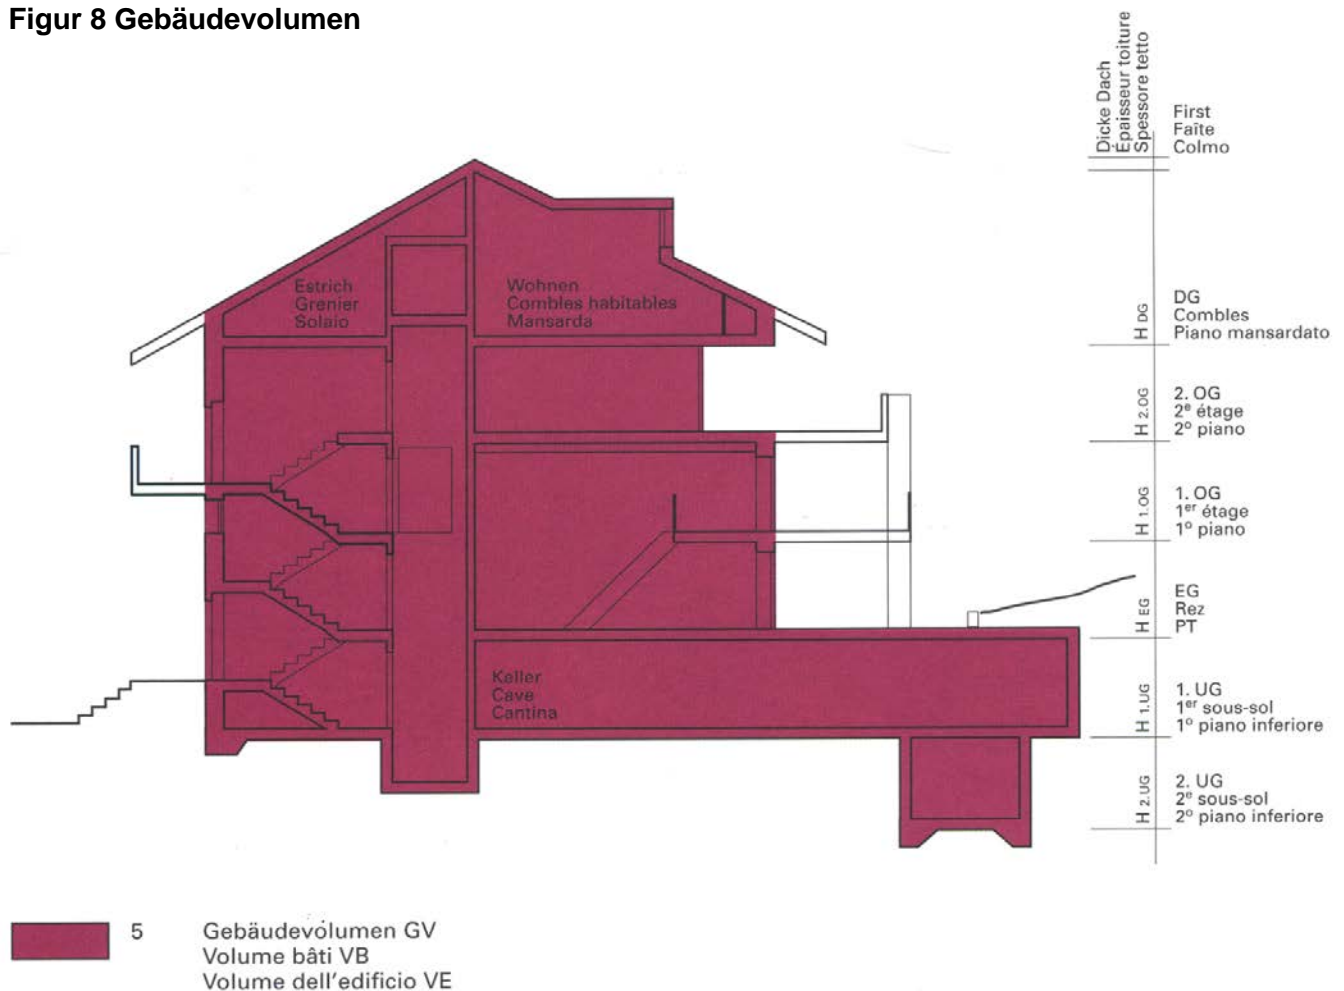 Figur 8 Gebäudevolumen
Dicke Dach
Épaisseur toiture
Spessore tetto
First
Faîte
Colmo
Estrich
Grenier
Solaio
Wohnen
Combles habitables
Mansarda
H DG
DG
Combles
Piano mansardato
H 2.OG
2. OG
2e étage
2o piano
H 1.OG
1. OG
1er étage
1o piano
H EG
EG
Rez
PT
Keller
Cave
Cantina
H 1.UG
1. UG
1er sous-sol
1o piano inferiore
H 2.UG
2. UG
2e sous-sol
2o piano inferiore
5 Gebäudevolumen GV
Volume bâti VB
Volume dell'edificio VE